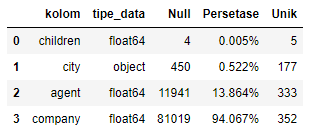 kolom tipe_data Null Persetase Unik
0 children float64 4 0.005% 5
1 city object 450 0.522% 177
2 agent float64 11941 13.864% 333
3 company float64 81019 94.067% 352